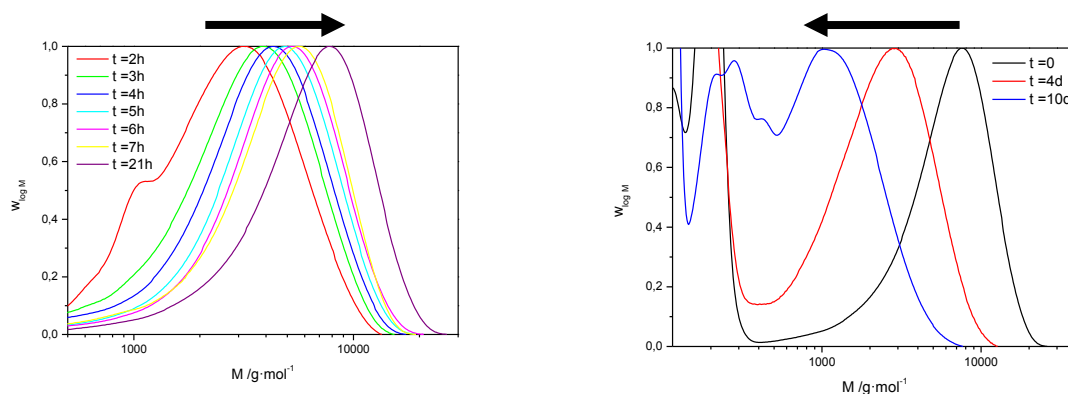 1,0
0,8
0,6
0,4
0,2
0,0
w log M
t =2h
t =3h
t =4h
t =5h
t =6h
t =7h
t =21h
1000 10000
M /g·mol-1
1,0
0,8
0,6
0,4
0,2
0,0
w log M
t =0
t =4d
t =10d
1000 10000
M /g·mol-1